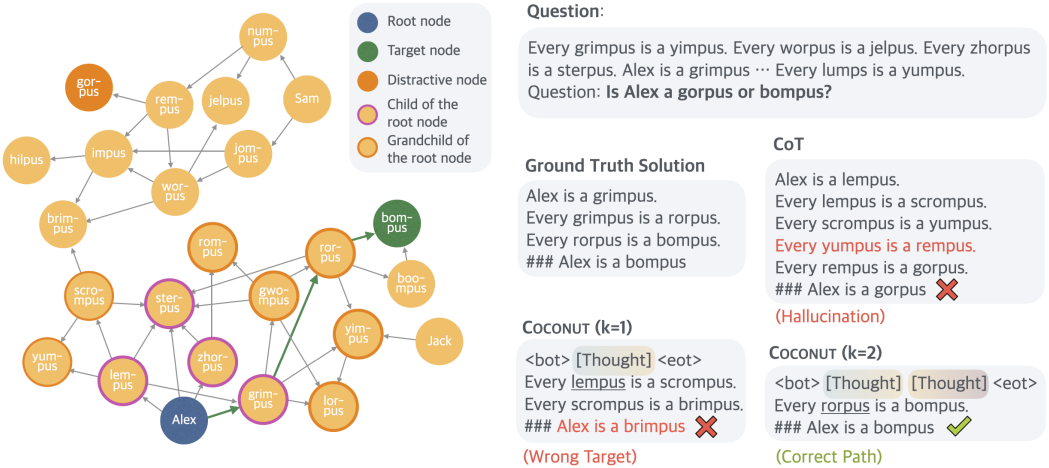 num-
pus
gor-
pus
rem-
pus
jelpus
Sam
hilpus
impus
jom-
pus
wor-
pus
brim-
pus
Root node
Target node
Distractive node
Child of the
root node
Grandchild of
the root node
bom-
pus
rom-
pus
ror-
pus
boo-
mpus
scro-
mpus
ster-
pus
gwo-
mpus
yim-
pus
Jack
yum-
pus
lem-
pus
zhor-
pus
grim-
pus
lor-
pus
Alex
Question:
Every grimpus is a yimpus. Every worpus is a jelpus. Every zhorpus
is a sterpus. Alex is a grimpus ··· Every lumps is a yumpus.
Question: Is Alex a gorpus or bompus?
Ground Truth Solution
Alex is a grimpus.
Every grimpus is a rorpus.
Every rorpus is a bompus.
### Alex is a bompus
CoT
Alex is a lempus.
Every lempus is a scrompus.
Every scrompus is a yumpus.
Every yumpus is a rempus.
Every rempus is a gorpus.
### Alex is a gorpus
(Hallucination)
COCONUT (k=1)
<bot> [Thought] <eot>
Every lempus is a scrompus.
Every scrompus is a brimpus.
### Alex is a brimpus
(Wrong Target)
COCONUT (k=2)
<bot> [Thought] [Thought] <eot>
Every rorpus is a bompus.
### Alex is a bompus
(Correct Path)